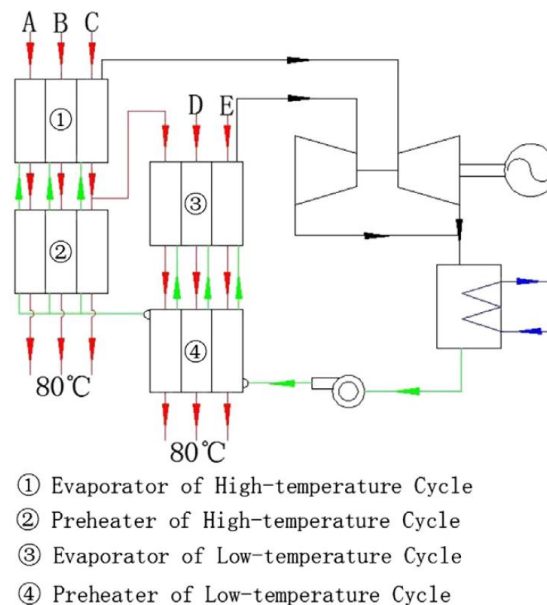 A B C
D E
①
③
②
④
80℃
80℃
① Evaporator of High-temperature Cycle
② Preheater of High-temperature Cycle
③ Evaporator of Low-temperature Cycle
④ Preheater of Low-temperature Cycle